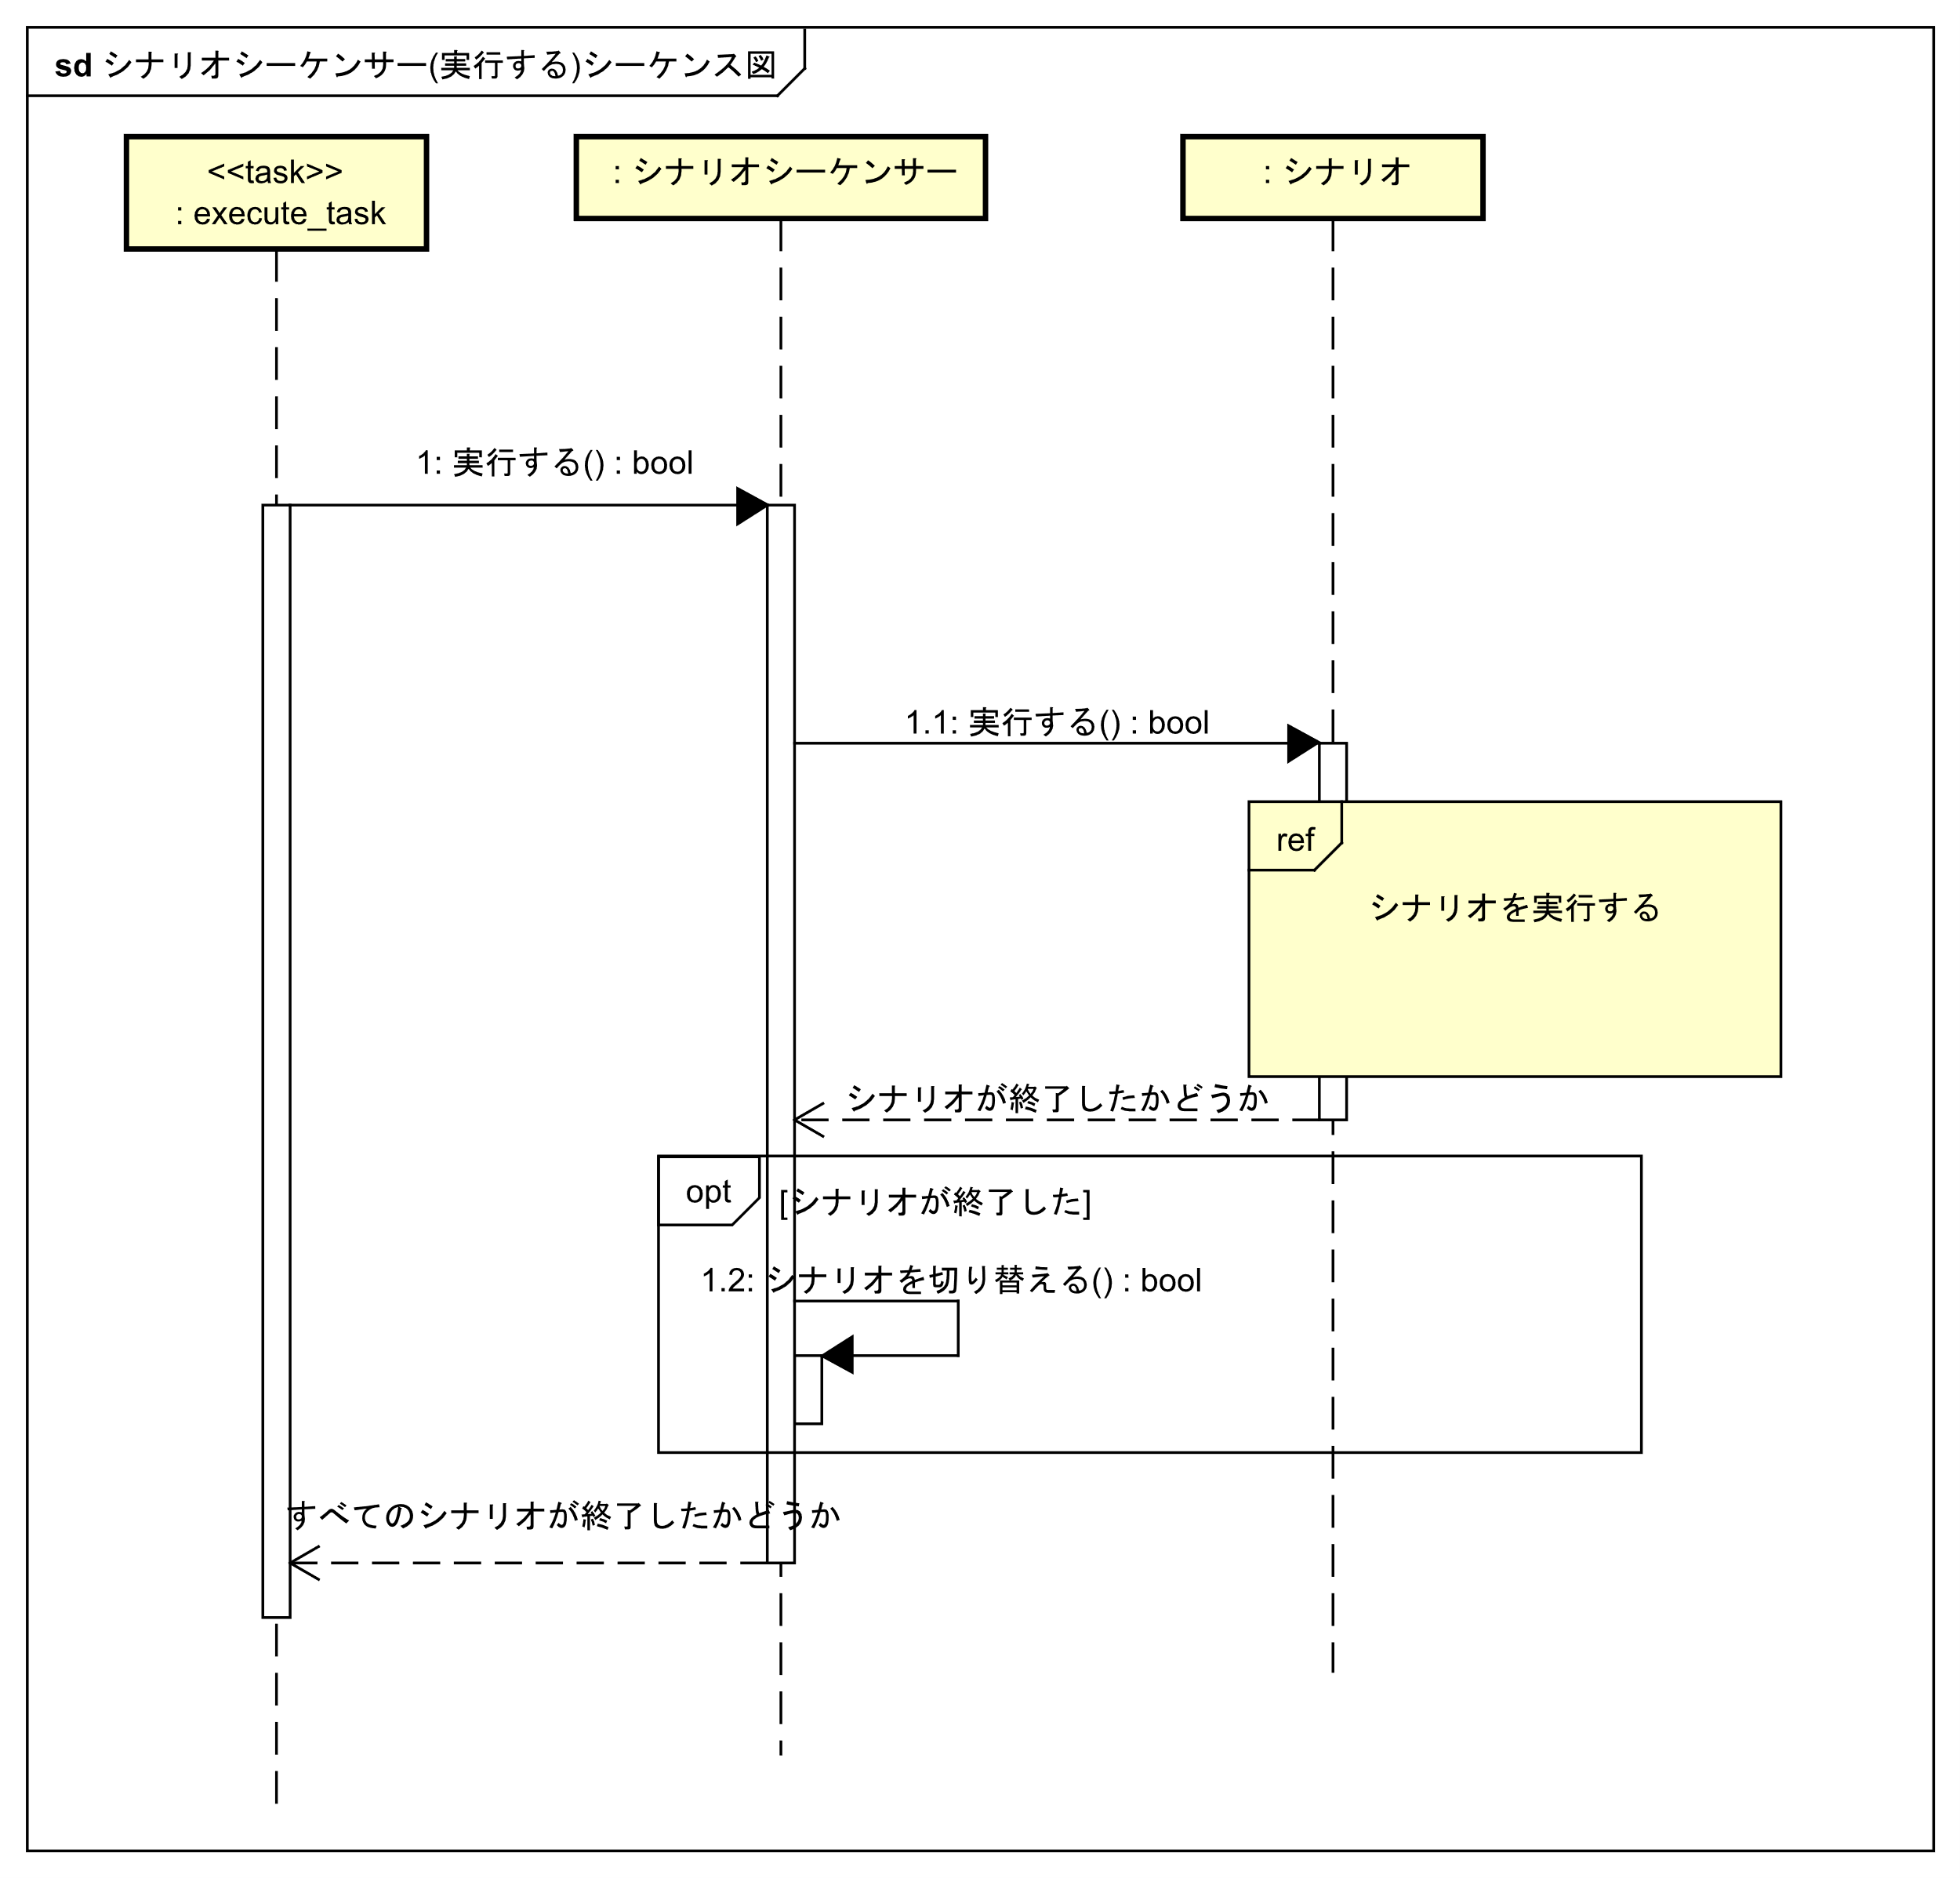 sd シナリオシーケンサー(実行する)シーケンス図
<<task>>
: execute_task
: シナリオシーケンサー
: シナリオ
1: 実行する() : bool
1.1: 実行する() : bool
ref
シナリオを実行する
シナリオが終了したかどうか
opt
[シナリオが終了した]
1.2: シナリオを切り替える() : bool
すべてのシナリオが終了したかどうか